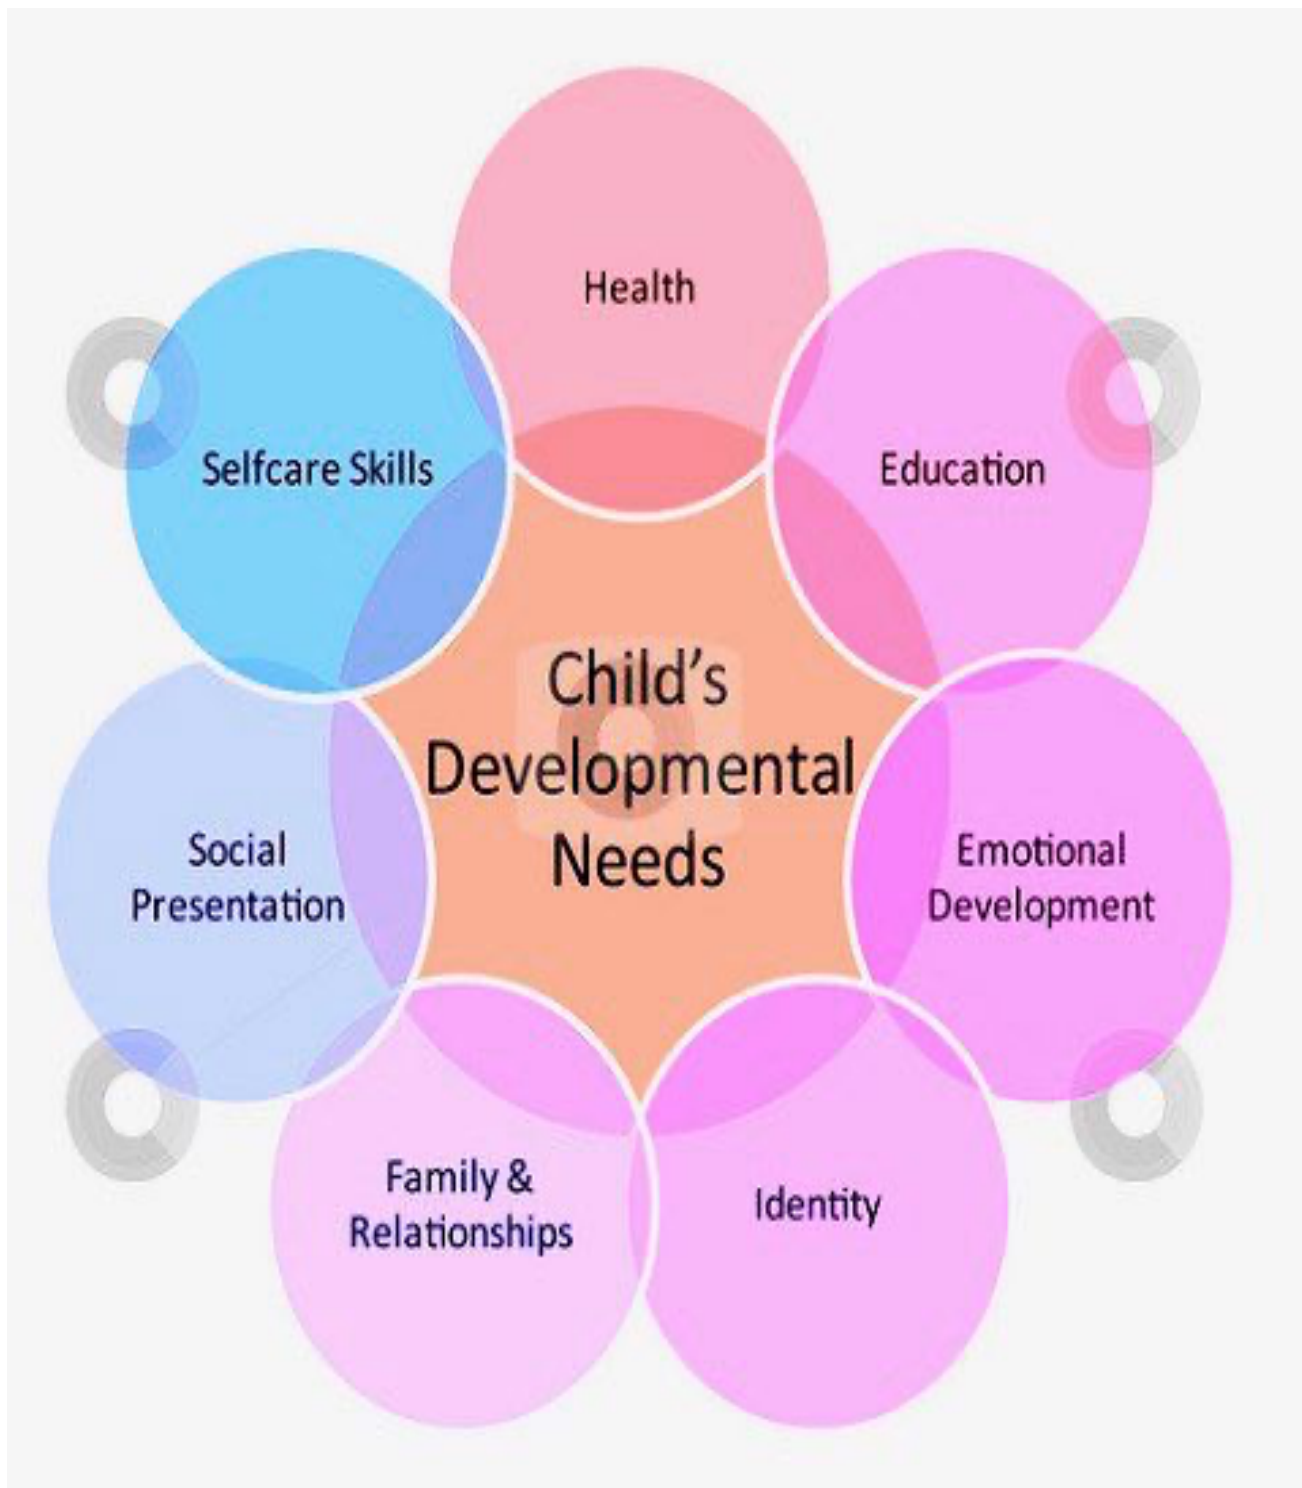 Health
Selfcare Skills
Education
Child's
Developmental
Needs
Social
Presentation
Emotional
Development
Family &
Relationships
Identity